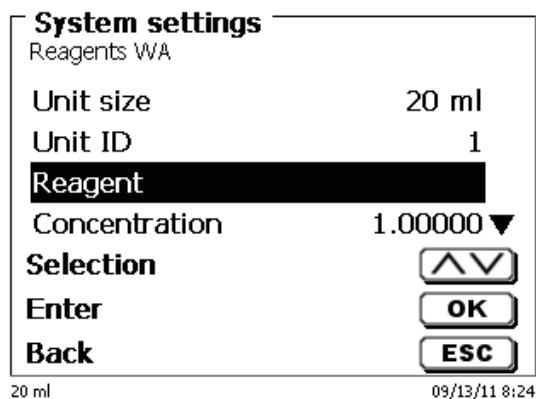 System settings
Reagents WA
Unit size 20 ml
Unit ID 1
Reagent
Concentration 1.00000 ▼
Selection
Enter OK
Back ESC
20 ml 09/13/11 8:24